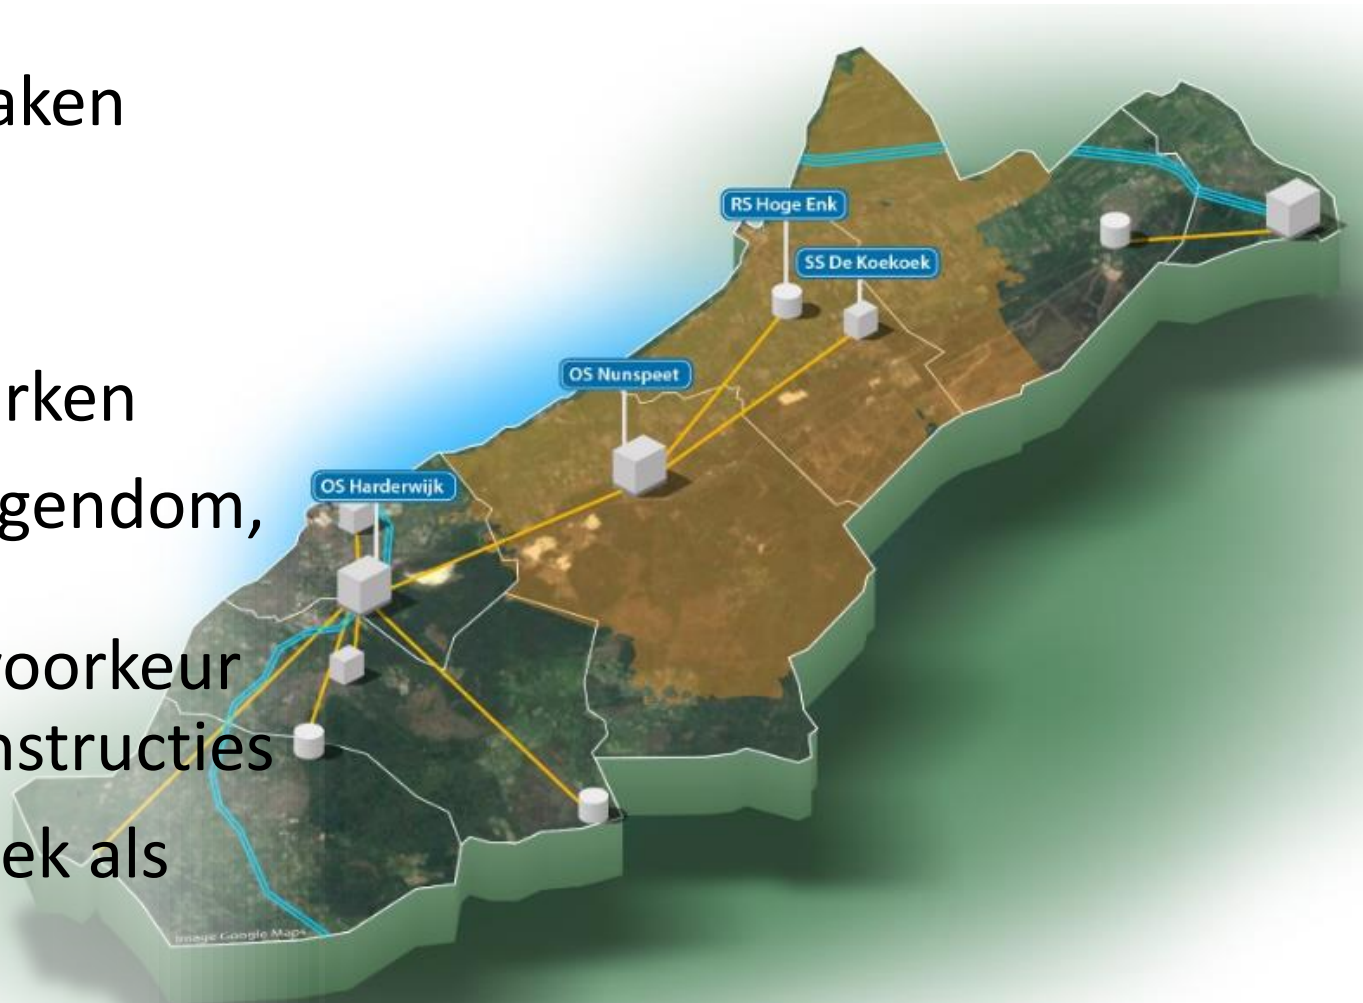 aken
rken
gendom,
oorkeur
nstructies
ek als
RS Hoge Enk
SS De Koekoek
OS Nunspeet
OS Harderwijk
Image Google Maps